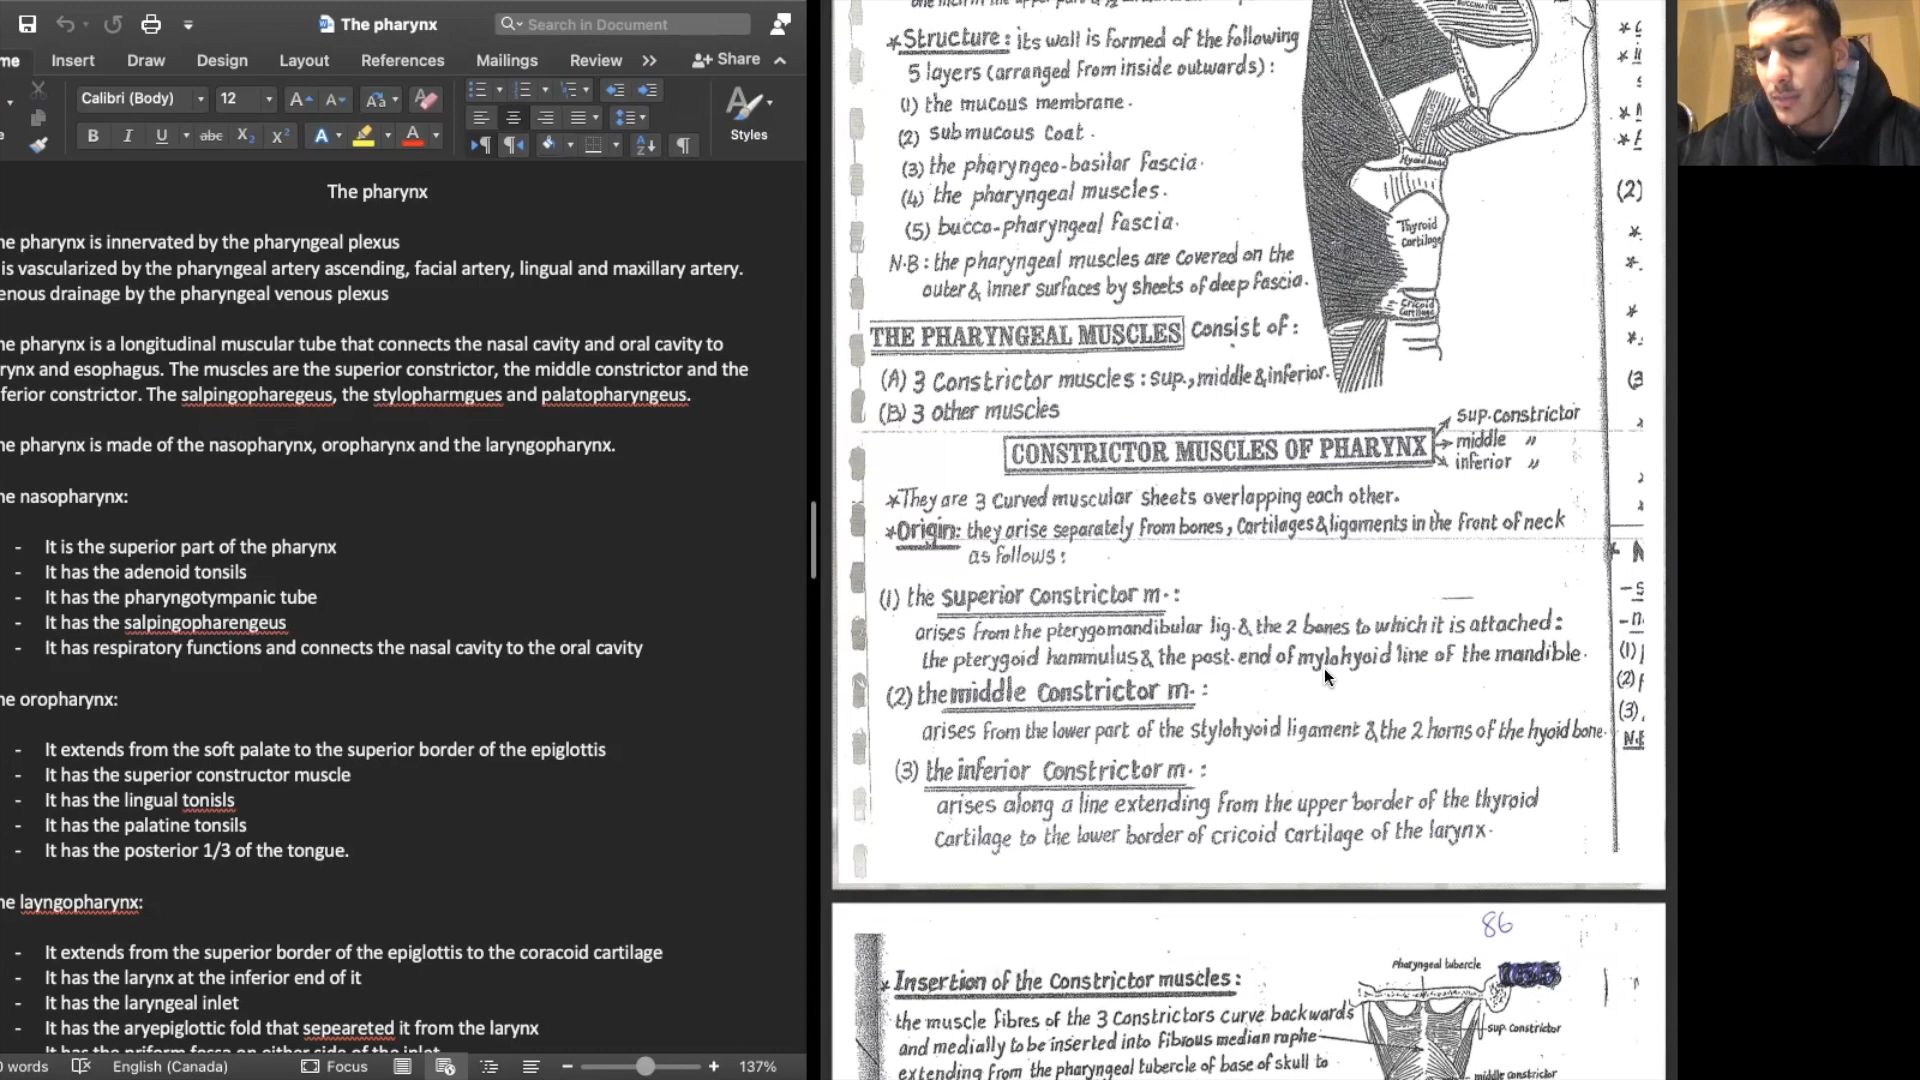 The pharynx
Search in Document
Insert
Draw
Design
Layout
References
Mailings
Review
Share
Calibri (Body)
12
Styles
The pharynx
he pharynx is innervated by the pharyngeal plexus
is vascularized by the pharyngeal artery ascending, facial artery, lingual and maxillary artery.
enous drainage by the pharyngeal venous plexus
he pharynx is a longitudinal muscular tube that connects the nasal cavity and oral cavity to
rynx and esophagus. The muscles are the superior constrictor, the middle constrictor and the
ferior constrictor. The salpingopharegeus, the stylopharmgues and palatopharyngeus.
he pharynx is made of the nasopharynx, oropharynx and the laryngopharynx.
he nasopharynx:
- It is the superior part of the pharynx
- It has the adenoid tonsils
- It has the pharyngotympanic tube
- It has the salpingopharengeus
- It has respiratory functions and connects the nasal cavity to the oral cavity
he oropharynx:
- It extends from the soft palate to the superior border of the epiglottis
- It has the superior constructor muscle
- It has the lingual tonisls
- It has the palatine tonsils
- It has the posterior 1/3 of the tongue.
he layngopharynx:
- It extends from the superior border of the epiglottis to the coracoid cartilage
- It has the larynx at the inferior end of it
- It has the laryngeal inlet
- It has the aryepiglottic fold that sepeareted it from the larynx
words
English (Canada)
Focus
137%
* Structure: its wall is formed of the following
5 layers (arranged from inside outwards):
(1) the mucous membrane.
(2) submucous coat.
(3) the pharyngeo-basilar fascia.
(4) the pharyngeal muscles.
(5) bucco-pharyngeal fascia.
N.B: the pharyngeal muscles are covered on the
outer & inner surfaces by sheets of deep fascia.
BUCCINATOR
Hyoid bone
Thyroid
Cartilage
Cricoid
Cartilage
THE PHARYNGEAL MUSCLES Consist of:
(A) 3 Constrictor muscles: sup., middle & inferior.
(B) 3 other muscles
CONSTRICTOR MUSCLES OF PHARYNX
sup. constrictor
middle "
inferior "
* They are 3 curved muscular sheets overlapping each other.
* Origin: they arise separately from bones, cartilages & ligaments in the front of neck
as follows:
(1) the superior constrictor m.:
arises from the pterygomandibular lig. & the 2 bones to which it is attached:
the pterygoid hammulus & the post. end of mylohyoid line of the mandible.
(2) the middle constrictor m.:
arises from the lower part of the stylohyoid ligament & the 2 horns of the hyoid bone.
(3) the inferior constrictor m.:
arises along a line extending from the upper border of the thyroid
cartilage to the lower border of cricoid cartilage of the larynx.
86
* Insertion of the constrictor muscles:
the muscle fibres of the 3 constrictors curve backwards
and medially to be inserted into fibrous median raphe
extending from the pharyngeal tubercle of base of skull to
Pharyngeal tubercle
sup. constrictor
middle constrictor
(2)
(3
(1)
(2)
(3)
N.B